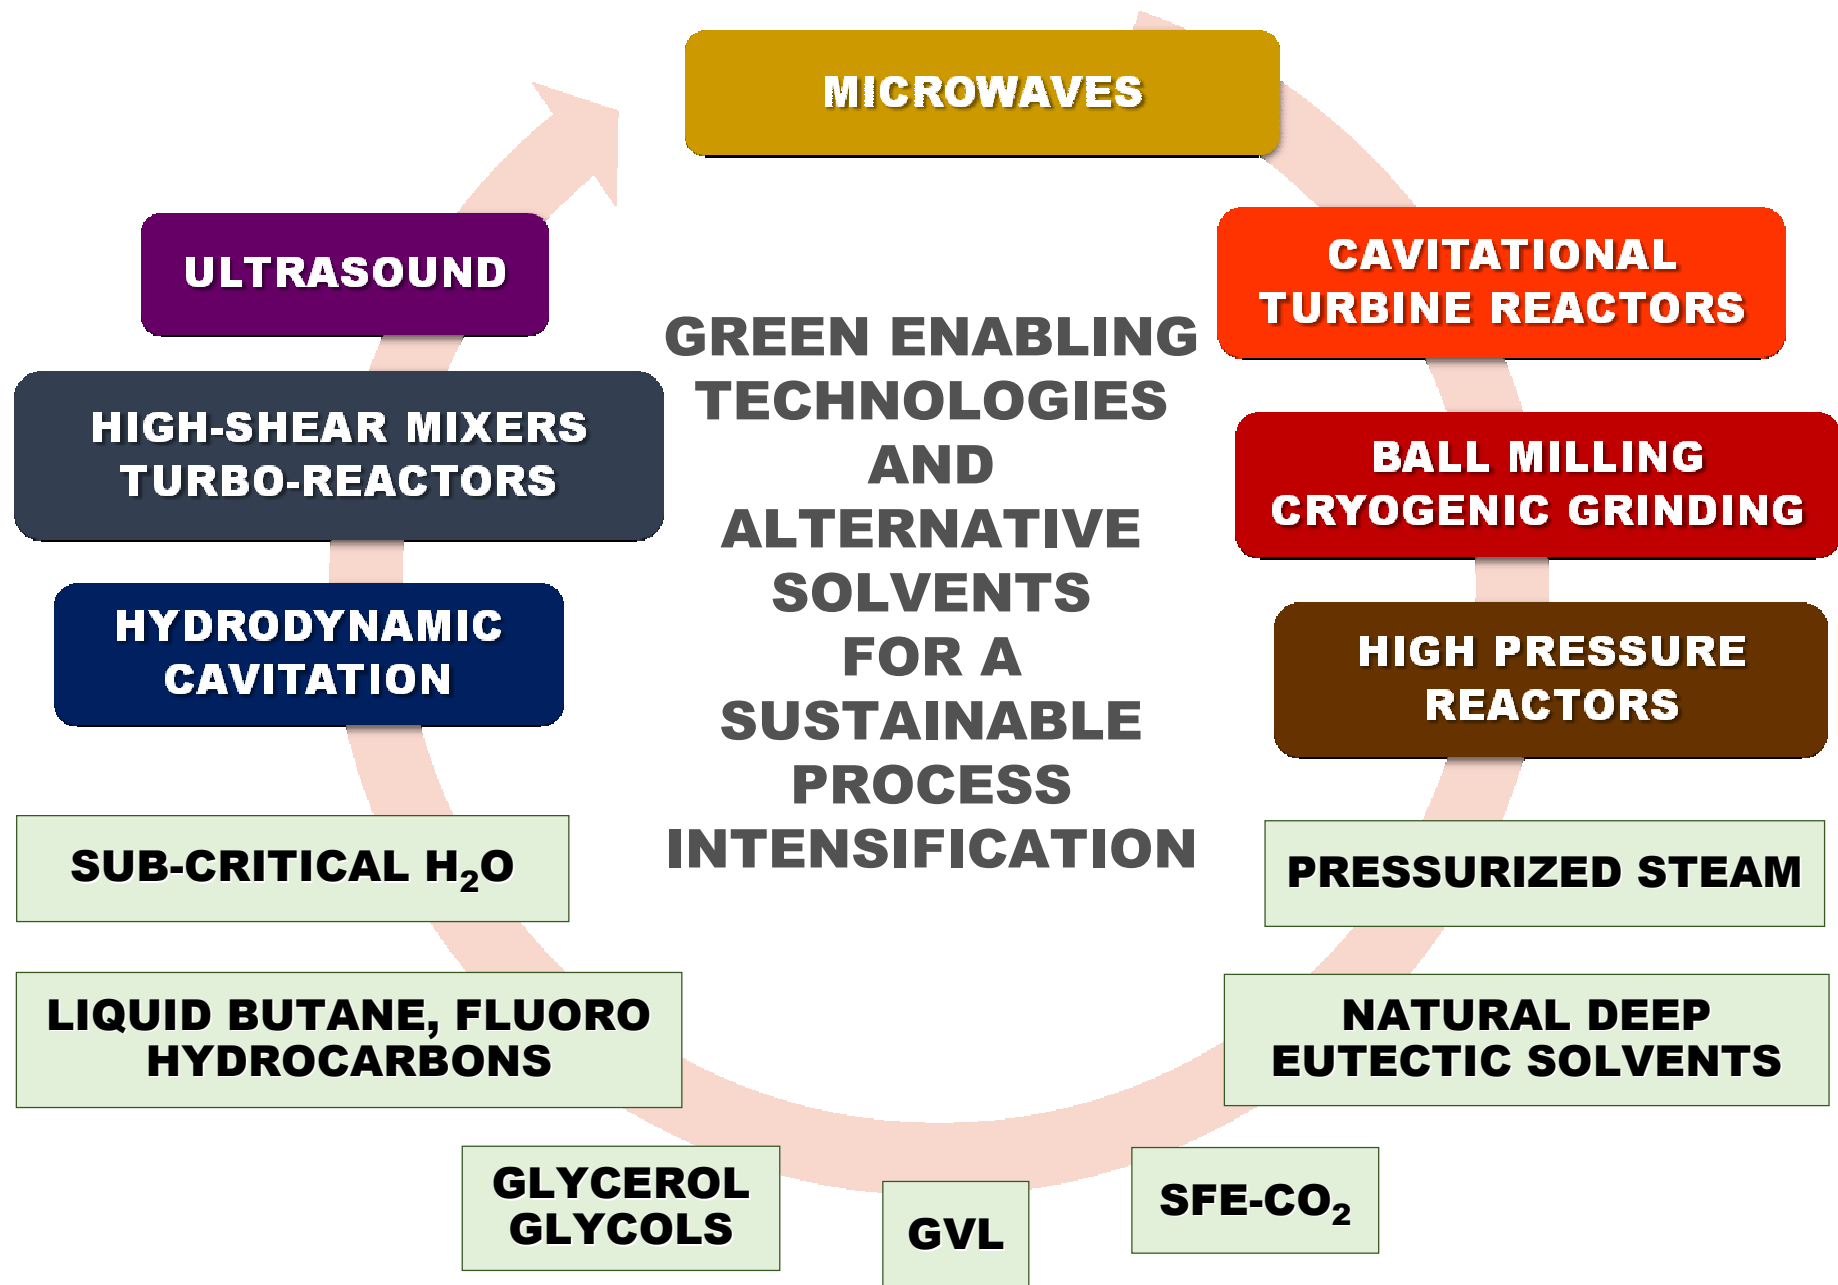 MICROWAVES
ULTRASOUND
CAVITATIONAL
TURBINE REACTORS
GREEN ENABLING
TECHNOLOGIES
AND
ALTERNATIVE
SOLVENTS
FOR A
SUSTAINABLE
PROCESS
INTENSIFICATION
HIGH-SHEAR MIXERS
TURBO-REACTORS
BALL MILLING
CRYOGENIC GRINDING
HYDRODYNAMIC
CAVITATION
HIGH PRESSURE
REACTORS
SUB-CRITICAL H₂O
PRESSURIZED STEAM
LIQUID BUTANE, FLUORO
HYDROCARBONS
NATURAL DEEP
EUTECTIC SOLVENTS
GLYCEROL
GLYCOLS
GVL
SFE-CO₂